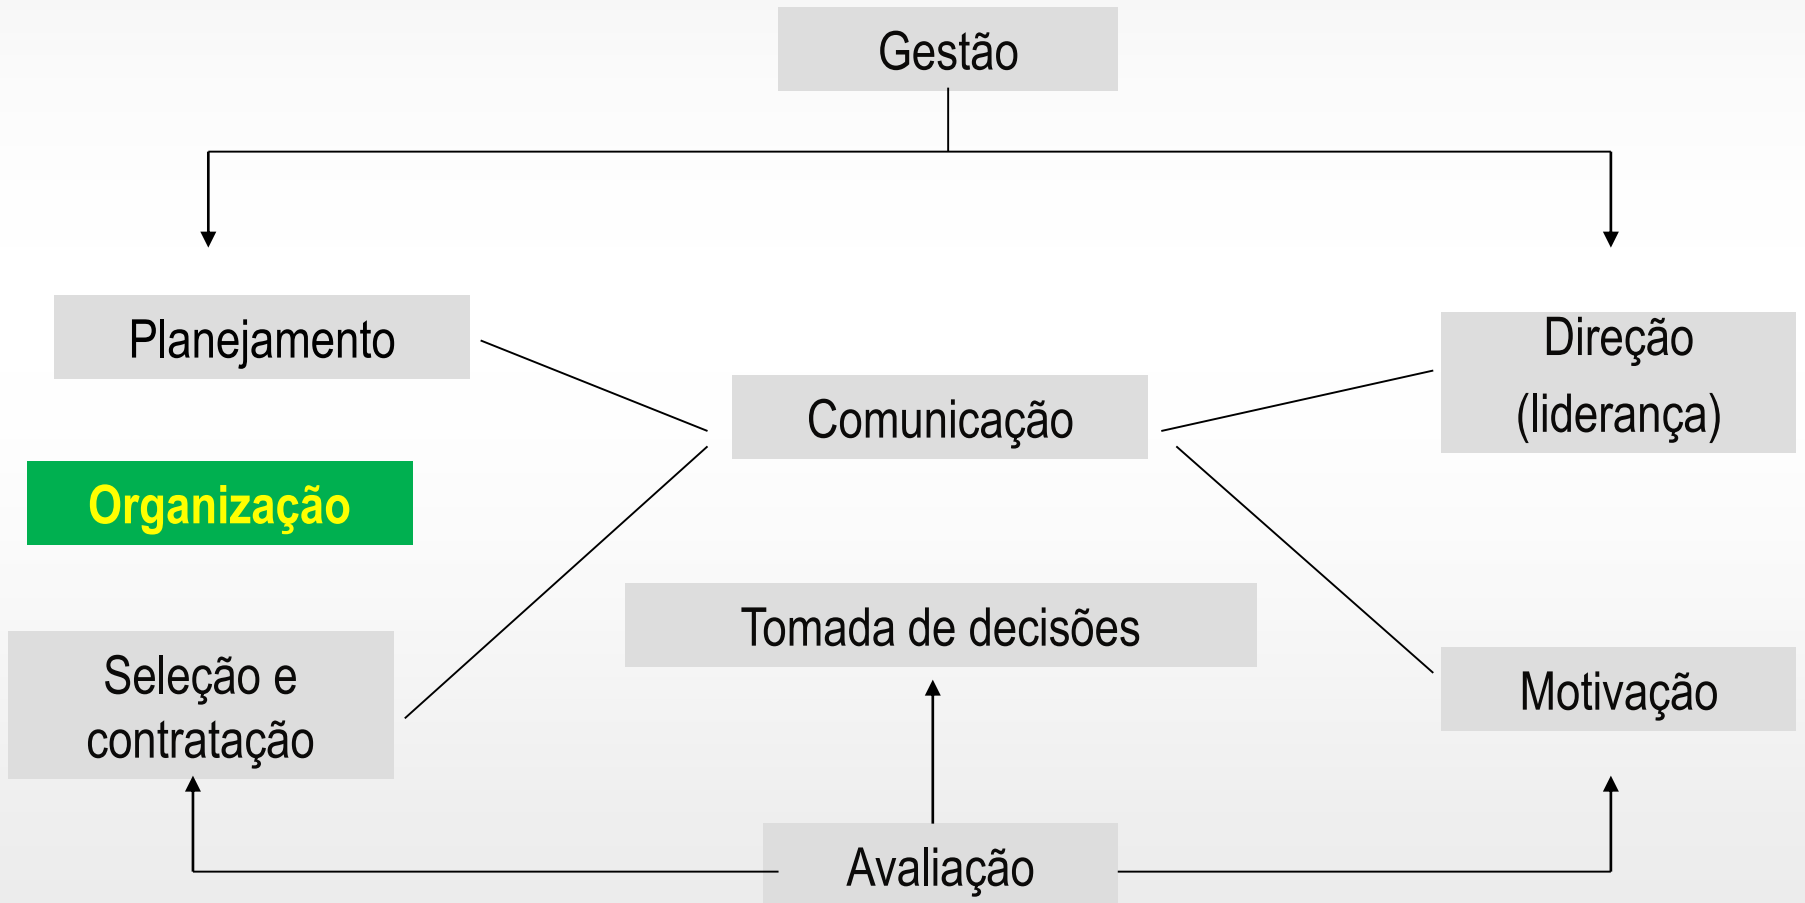 Gestão
Planejamento
Direção
(liderança)
Comunicação
Organização
Tomada de decisões
Seleção e
contratação
Motivação
Avaliação